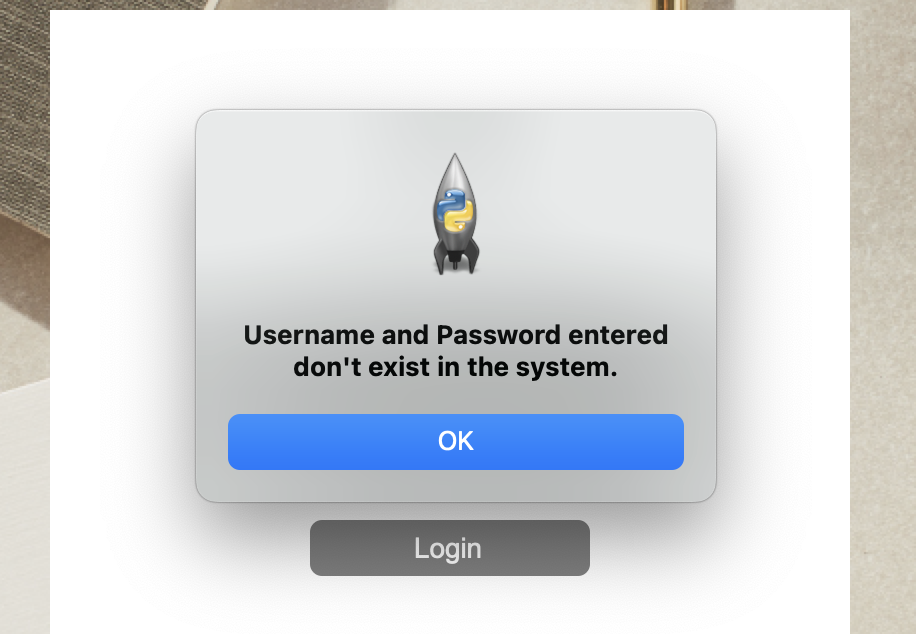 Username and Password entered
don't exist in the system.
OK
Login